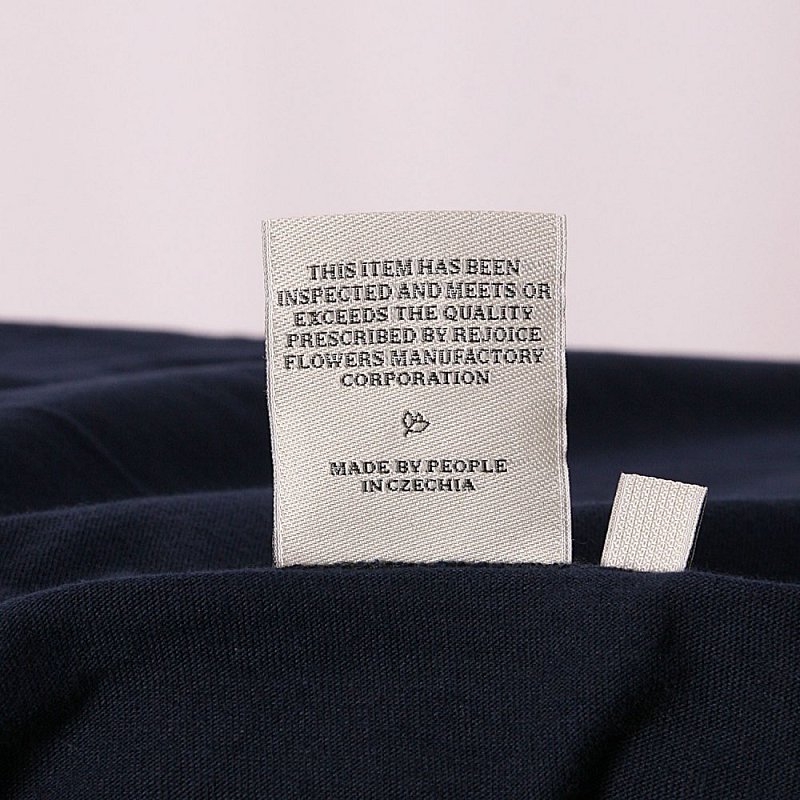 THIS ITEM HAS BEEN
INSPECTED AND MEETS OR
EXCEEDS THE QUALITY
PRESCRIBED BY REJOICE
FLOWERS MANUFACTORY
CORPORATION
MADE BY PEOPLE
IN CZECHIA